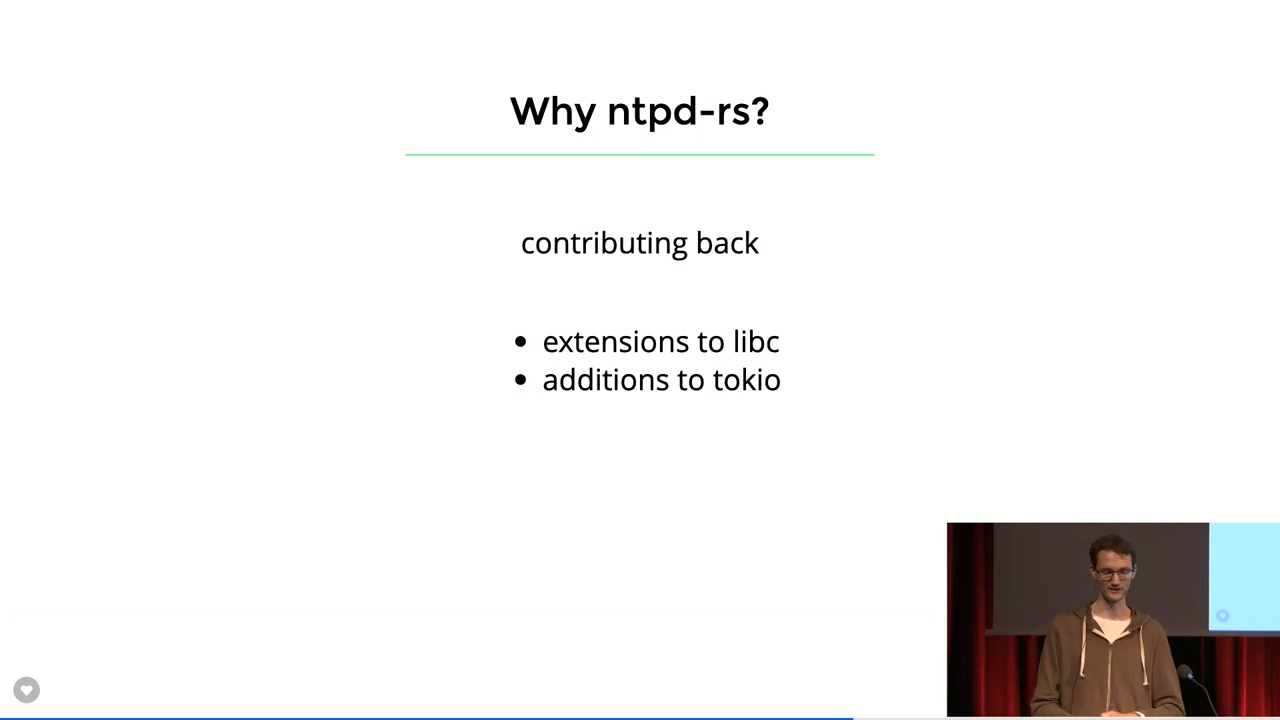 Why ntpd-rs?
contributing back
• extensions to libc
• additions to tokio